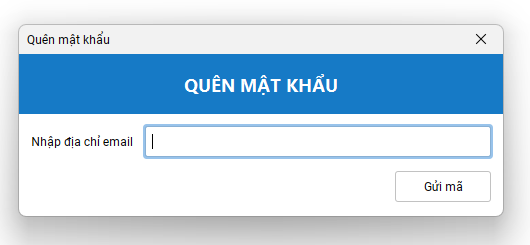 Quên mật khẩu
QUÊN MẬT KHẨU
Nhập địa chỉ email
Gửi mã